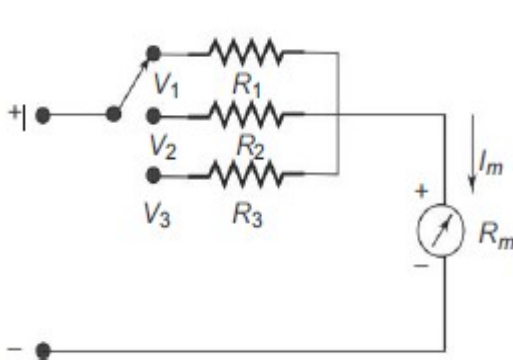 V1
R1
+
V2
R2
Im
V3
R3
+
Rm
–
–